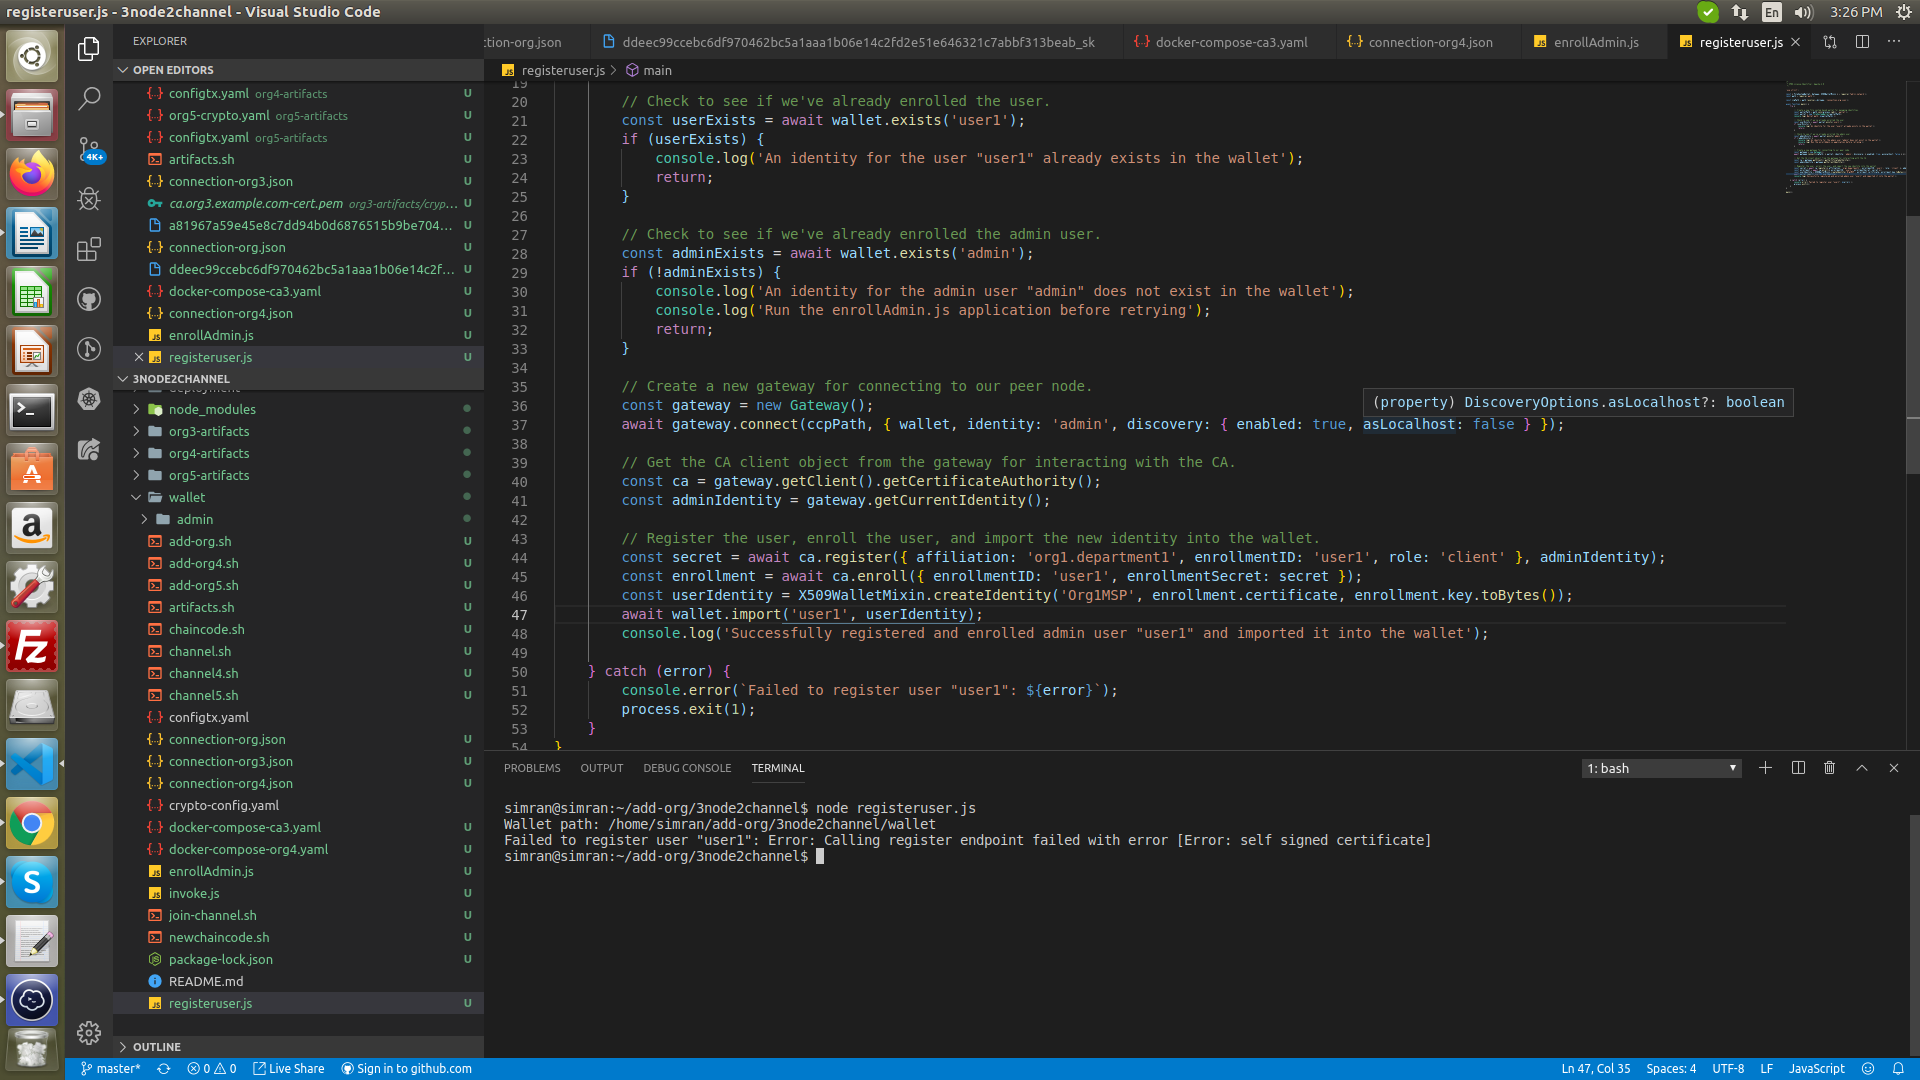 registeruser.js - 3node2channel - Visual Studio Code
En
3:26 PM
EXPLORER
OPEN EDITORS
configtx.yaml org4-artifacts U
org5-crypto.yaml org5-artifacts U
configtx.yaml org5-artifacts U
artifacts.sh U
connection-org3.json U
ca.org3.example.com-cert.pem org3-artifacts/cryp... U
a81967a59e45e8c7dd94b0d6876515b9be704... U
connection-org.json U
ddeec99ccebc6df970462bc5a1aaa1b06e14c2f... U
docker-compose-ca3.yaml U
connection-org4.json U
enrollAdmin.js U
registeruser.js U
3NODE2CHANNEL
deployment
node_modules
org3-artifacts
org4-artifacts
org5-artifacts
wallet
admin
add-org.sh U
add-org4.sh U
add-org5.sh U
artifacts.sh U
chaincode.sh U
channel.sh U
channel4.sh U
channel5.sh U
configtx.yaml
connection-org.json U
connection-org3.json U
connection-org4.json U
crypto-config.yaml
docker-compose-ca3.yaml U
docker-compose-org4.yaml U
enrollAdmin.js U
invoke.js U
join-channel.sh U
newchaincode.sh U
package-lock.json U
README.md
registeruser.js U
OUTLINE
4K+
ction-org.json
ddeec99ccebc6df970462bc5a1aaa1b06e14c2fd2e51e646321c7abbf313beab_sk
docker-compose-ca3.yaml
connection-org4.json
enrollAdmin.js
registeruser.js
registeruser.js > main
19
20 // Check to see if we've already enrolled the user.
21 const userExists = await wallet.exists('user1');
22 if (userExists) {
23 console.log('An identity for the user "user1" already exists in the wallet');
24 return;
25 }
26
27 // Check to see if we've already enrolled the admin user.
28 const adminExists = await wallet.exists('admin');
29 if (!adminExists) {
30 console.log('An identity for the admin user "admin" does not exist in the wallet');
31 console.log('Run the enrollAdmin.js application before retrying');
32 return;
33 }
34
35 // Create a new gateway for connecting to our peer node.
36 const gateway = new Gateway();
(property) DiscoveryOptions.asLocalhost?: boolean
37 await gateway.connect(ccpPath, { wallet, identity: 'admin', discovery: { enabled: true, asLocalhost: false } });
38
39 // Get the CA client object from the gateway for interacting with the CA.
40 const ca = gateway.getClient().getCertificateAuthority();
41 const adminIdentity = gateway.getCurrentIdentity();
42
43 // Register the user, enroll the user, and import the new identity into the wallet.
44 const secret = await ca.register({ affiliation: 'org1.department1', enrollmentID: 'user1', role: 'client' }, adminIdentity);
45 const enrollment = await ca.enroll({ enrollmentID: 'user1', enrollmentSecret: secret });
46 const userIdentity = X509WalletMixin.createIdentity('Org1MSP', enrollment.certificate, enrollment.key.toBytes());
47 await wallet.import('user1', userIdentity);
48 console.log('Successfully registered and enrolled admin user "user1" and imported it into the wallet');
49
50 } catch (error) {
51 console.error(`Failed to register user "user1": ${error}`);
52 process.exit(1);
53 }
54 }
PROBLEMS OUTPUT DEBUG CONSOLE TERMINAL
1: bash
simran@simran:~/add-org/3node2channel$ node registeruser.js
Wallet path: /home/simran/add-org/3node2channel/wallet
Failed to register user "user1": Error: Calling register endpoint failed with error [Error: self signed certificate]
simran@simran:~/add-org/3node2channel$
master* 0 0 Live Share Sign in to github.com
Ln 47, Col 35 Spaces: 4 UTF-8 LF JavaScript